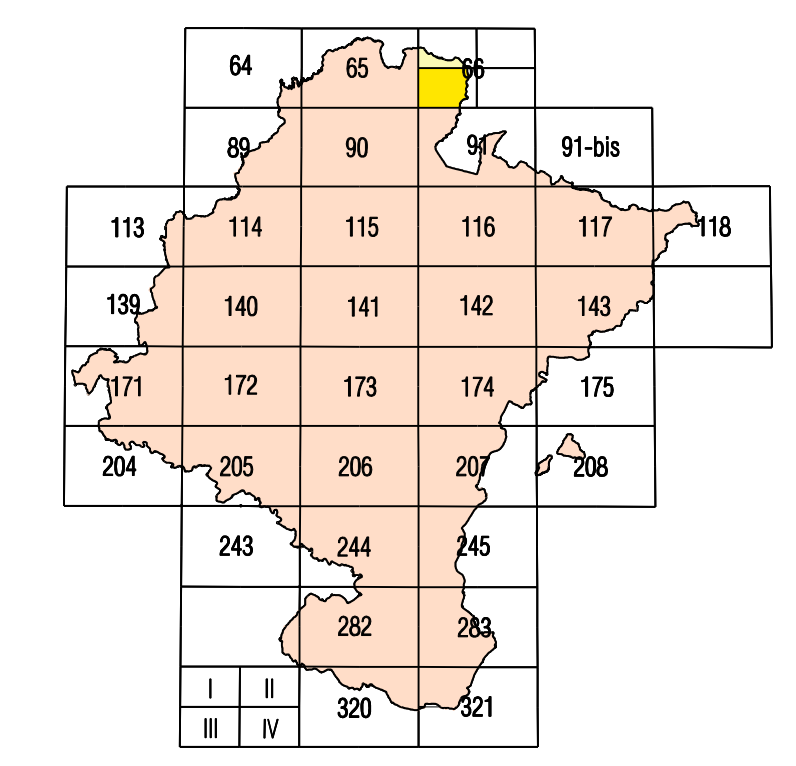 64 65 66
89 90 91 91-bis
113 114 115 116 117 118
139 140 141 142 143
171 172 173 174 175
204 205 206 207 208
243 244 245
282 283
I II
III IV
320 321